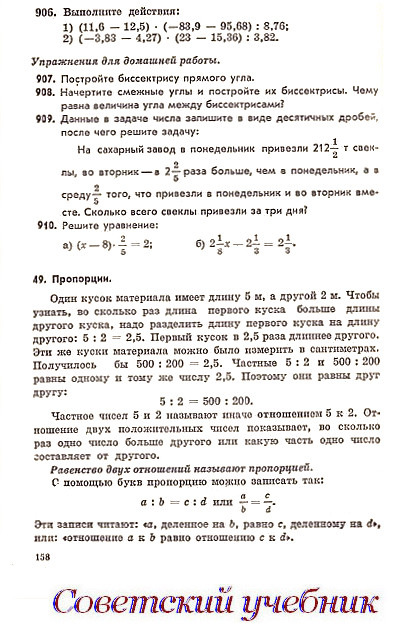 906. Выполните действия:
1) (11,6 — 12,5) · (—83,9 — 95,68) : 8,76;
2) (—3,83 — 4,27) · (23 — 15,36) : 3,82.
Упражнения для домашней работы.
907. Постройте биссектрису прямого угла.
908. Начертите смежные углы и постройте их биссектрисы. Чему
равна величина угла между биссектрисами?
909. Данные в задаче числа запишите в виде десятичных дробей,
после чего решите задачу:
На сахарный завод в понедельник привезли 212 1/2 т свек-
лы, во вторник — в 2 2/5 раза больше, чем в понедельник, а в
среду 2/5 того, что привезли в понедельник и во вторник вме-
сте. Сколько всего свеклы привезли за три дня?
910. Решите уравнение:
а) (x — 8) · 2/5 = 2; б) 2 1/8 x — 2 1/3 = 2 1/3.
49. Пропорции.
Один кусок материала имеет длину 5 м, а другой 2 м. Чтобы
узнать, во сколько раз длина первого куска больше длины
другого куска, надо разделить длину первого куска на длину
другого: 5 : 2 = 2,5. Первый кусок в 2,5 раза длиннее другого.
Эти же куски материала можно было измерить в сантиметрах.
Получилось бы 500 : 200 = 2,5. Частные 5 : 2 и 500 : 200
равны одному и тому же числу 2,5. Поэтому они равны друг
другу:
5 : 2 = 500 : 200.
Частное чисел 5 и 2 называют иначе отношением 5 к 2. От-
ношение двух положительных чисел показывает, во сколько
раз одно число больше другого или какую часть одно число
составляет от другого.
Равенство двух отношений называют пропорцией.
С помощью букв пропорцию можно записать так:
a : b = c : d или a/b = c/d.
Эти записи читают: «a, деленное на b, равно c, деленному на d»,
или: «отношение a к b равно отношению c к d».
158
Советский учебник